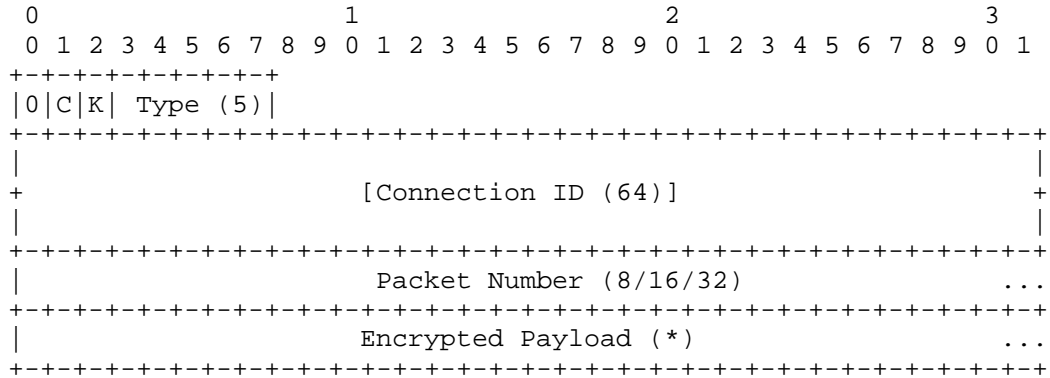 0                   1                   2                   3
 0 1 2 3 4 5 6 7 8 9 0 1 2 3 4 5 6 7 8 9 0 1 2 3 4 5 6 7 8 9 0 1
+-+-+-+-+-+-+-+-+
|0|C|K| Type (5)|
+-+-+-+-+-+-+-+-+-+-+-+-+-+-+-+-+-+-+-+-+-+-+-+-+-+-+-+-+-+-+-+-+
|                                                               |
+                     [Connection ID (64)]                      +
|                                                               |
+-+-+-+-+-+-+-+-+-+-+-+-+-+-+-+-+-+-+-+-+-+-+-+-+-+-+-+-+-+-+-+-+
|                      Packet Number (8/16/32)                ...
+-+-+-+-+-+-+-+-+-+-+-+-+-+-+-+-+-+-+-+-+-+-+-+-+-+-+-+-+-+-+-+-+
|                     Encrypted Payload (*)                   ...
+-+-+-+-+-+-+-+-+-+-+-+-+-+-+-+-+-+-+-+-+-+-+-+-+-+-+-+-+-+-+-+-+